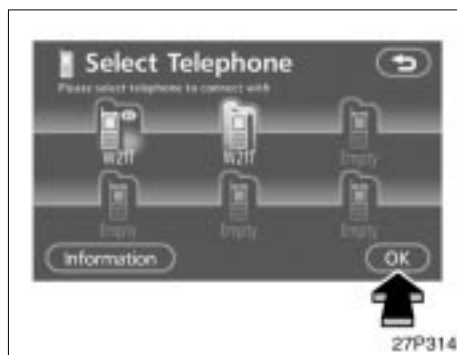 Select Telephone
Please select telephone to connect with
W21T W21T Empty
Empty Empty Empty
Information OK
27P314